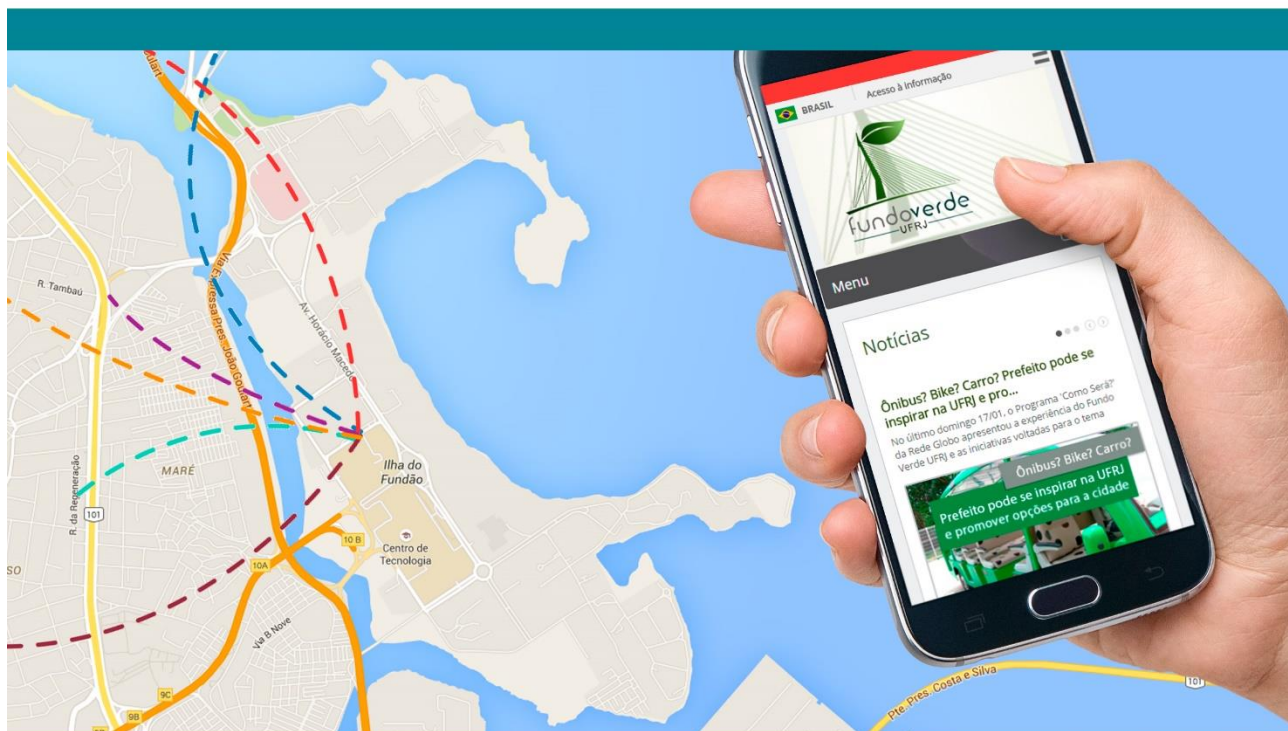 R. Tambaú
R. da Regeneração
101
MARÉ
Via Expressa Pres. João Goulart
Av. Horácio Macedo
Ilha do
Fundão
Centro de
Tecnologia
10 B
10A
Via B Nove
9C
9B
Pte. Pres. Costa e Silva
101
BRASIL
Acesso à Informação
fundoverde
UFRJ
Menu
Notícias
Ônibus? Bike? Carro? Prefeito pode se
inspirar na UFRJ e pro...
No último domingo 17/01, o Programa 'Como Será?'
da Rede Globo apresentou a experiência do Fundo
Verde UFRJ e as iniciativas voltadas para o tema
Ônibus? Bike? Carro?
Prefeito pode se inspirar na UFRJ
e promover opções para a cidade